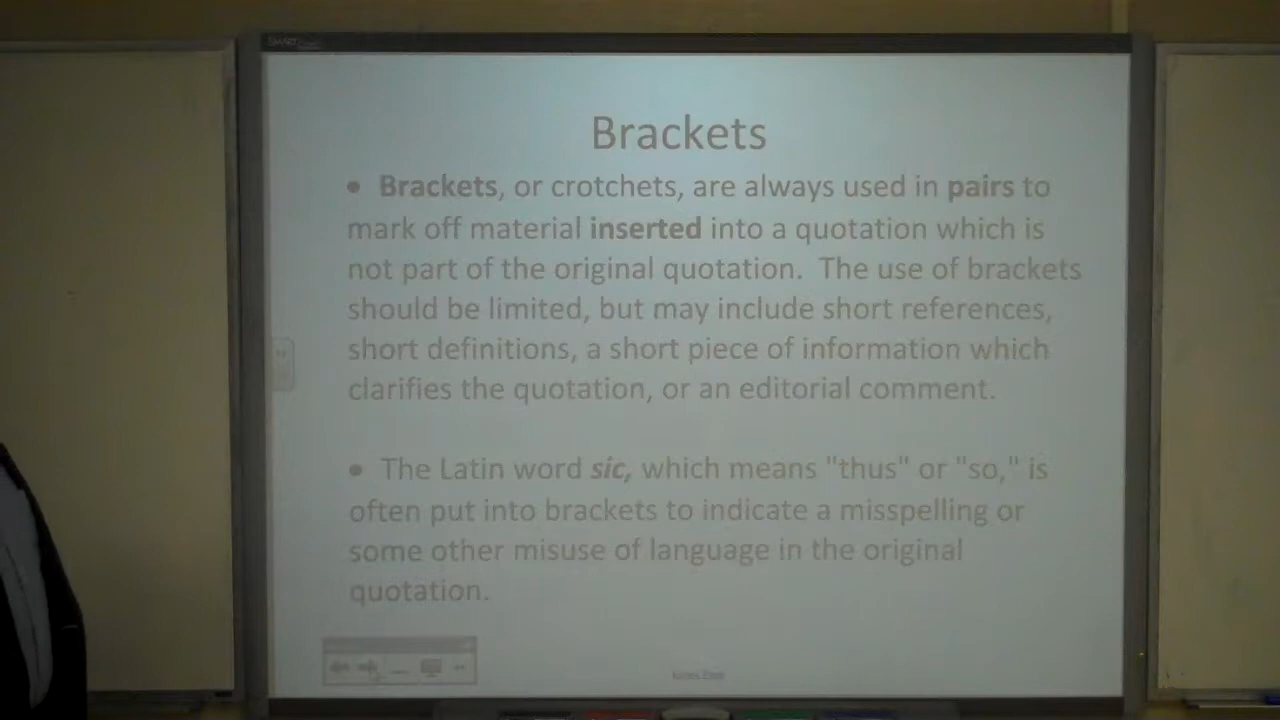 SMART
Brackets
• Brackets, or crotchets, are always used in pairs to
mark off material inserted into a quotation which is
not part of the original quotation.  The use of brackets
should be limited, but may include short references,
short definitions, a short piece of information which
clarifies the quotation, or an editorial comment.
• The Latin word sic, which means "thus" or "so," is
often put into brackets to indicate a misspelling or
some other misuse of language in the original
quotation.